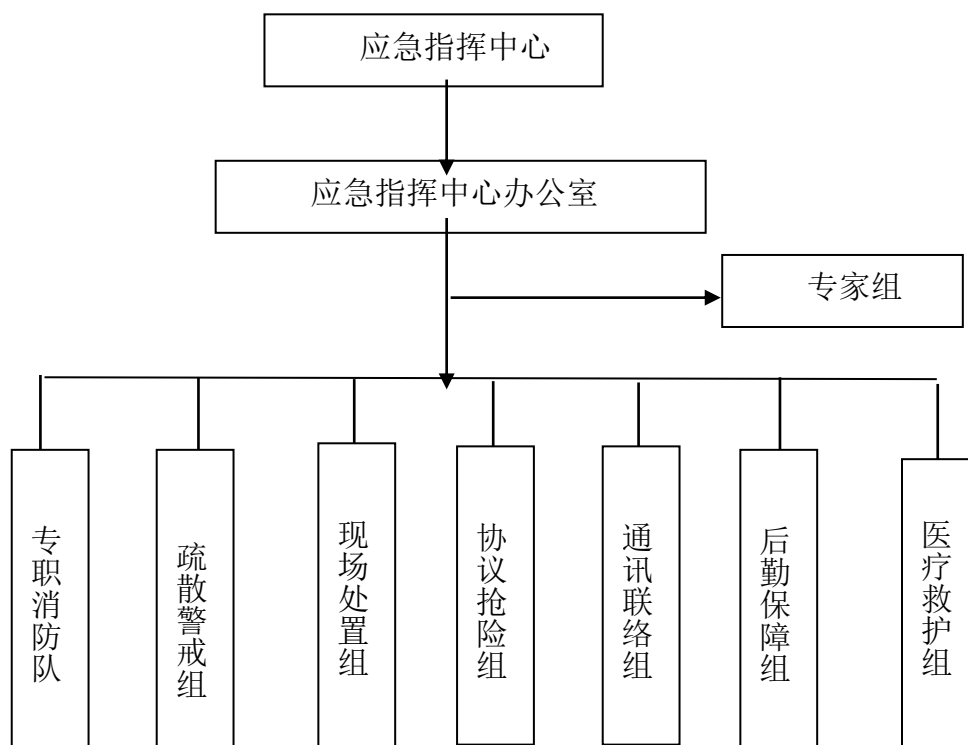 应急指挥中心
应急指挥中心办公室
专家组
专职消防队
疏散警戒组
现场处置组
协议抢险组
通讯联络组
后勤保障组
医疗救护组